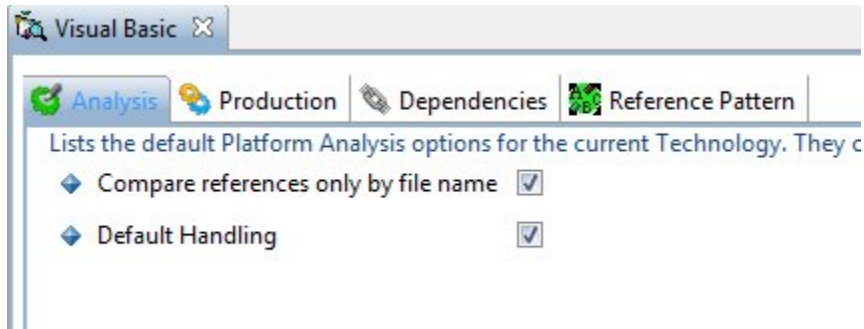 Visual Basic
Analysis Production Dependencies Reference Pattern
Lists the default Platform Analysis options for the current Technology. They
Compare references only by file name
Default Handling